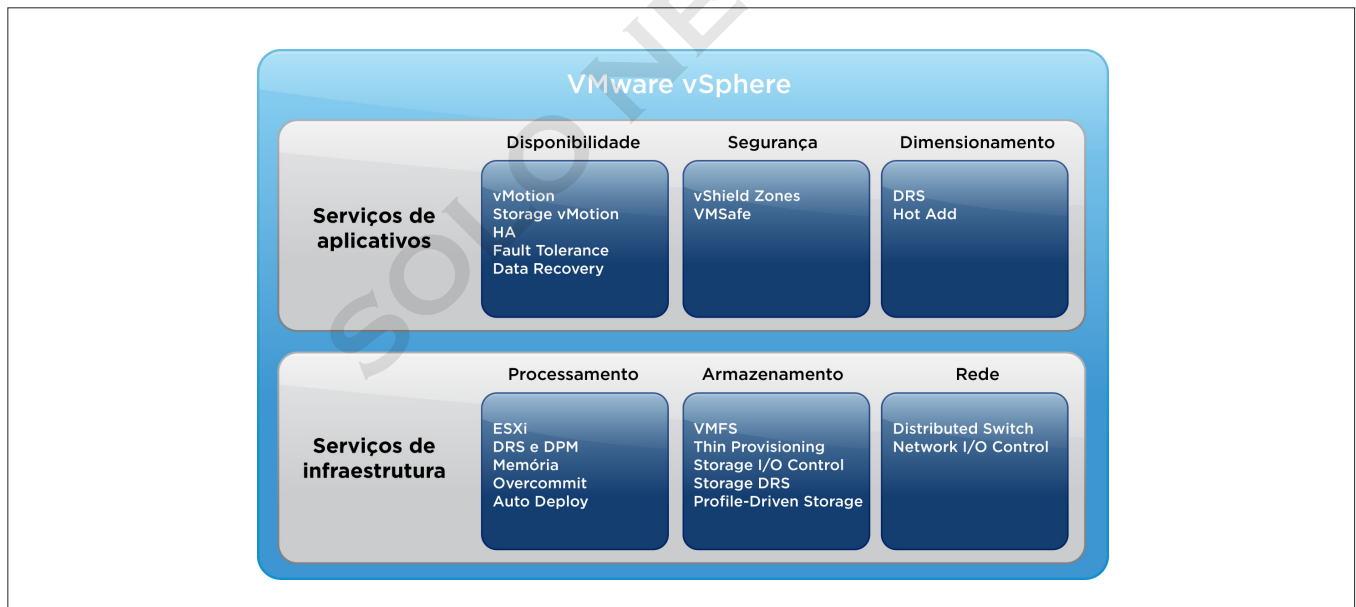 VMware vSphere
Serviços de
aplicativos
Disponibilidade
vMotion
Storage vMotion
HA
Fault Tolerance
Data Recovery
Segurança
vShield Zones
VMSafe
Dimensionamento
DRS
Hot Add
Serviços de
infraestrutura
Processamento
ESXi
DRS e DPM
Memória
Overcommit
Auto Deploy
Armazenamento
VMFS
Thin Provisioning
Storage I/O Control
Storage DRS
Profile-Driven Storage
Rede
Distributed Switch
Network I/O Control
SOLO NE